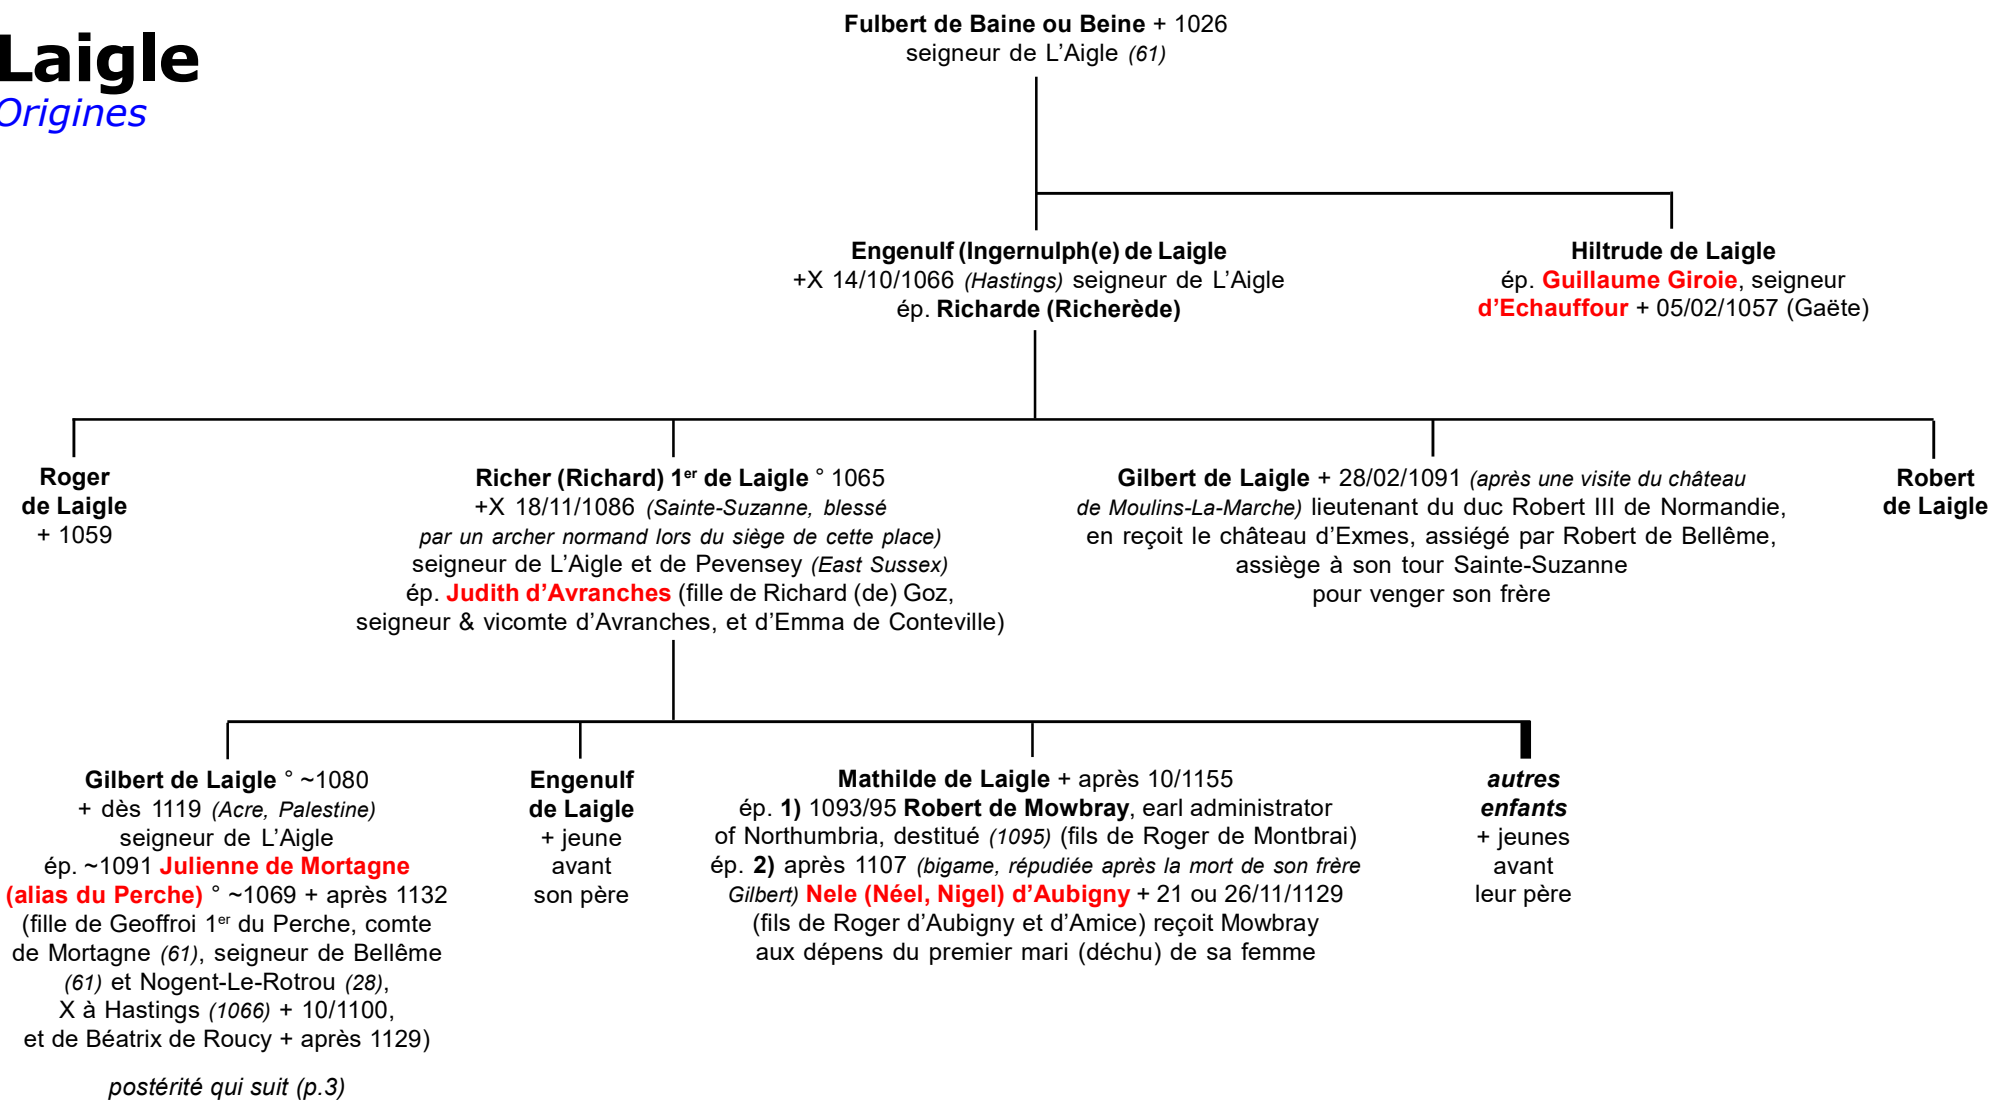 Laigle
Origines
Fulbert de Baine ou Beine + 1026
seigneur de L’Aigle (61)
Engenulf (Ingernulph(e) de Laigle
+X 14/10/1066 (Hastings) seigneur de L’Aigle
ép. Richarde (Richerède)
Hiltrude de Laigle
ép. Guillaume Giroie, seigneur
d’Echauffour + 05/02/1057 (Gaëte)
Roger
de Laigle
+ 1059
Richer (Richard) 1er de Laigle ° 1065
+X 18/11/1086 (Sainte-Suzanne, blessé
par un archer normand lors du siège de cette place)
seigneur de L’Aigle et de Pevensey (East Sussex)
ép. Judith d’Avranches (fille de Richard (de) Goz,
seigneur & vicomte d’Avranches, et d’Emma de Conteville)
Gilbert de Laigle + 28/02/1091 (après une visite du château
de Moulins-La-Marche) lieutenant du duc Robert III de Normandie,
en reçoit le château d’Exmes, assiégé par Robert de Bellême,
assiège à son tour Sainte-Suzanne
pour venger son frère
Robert
de Laigle
Gilbert de Laigle ° ~1080
+ dès 1119 (Acre, Palestine)
seigneur de L’Aigle
ép. ~1091 Julienne de Mortagne
(alias du Perche) ° ~1069 + après 1132
(fille de Geoffroi 1er du Perche, comte
de Mortagne (61), seigneur de Bellême
(61) et Nogent-Le-Rotrou (28),
X à Hastings (1066) + 10/1100,
et de Béatrix de Roucy + après 1129)
postérité qui suit (p.3)
Engenulf
de Laigle
+ jeune
avant
son père
Mathilde de Laigle + après 10/1155
ép. 1) 1093/95 Robert de Mowbray, earl administrator
of Northumbria, destitué (1095) (fils de Roger de Montbrai)
ép. 2) après 1107 (bigame, répudiée après la mort de son frère
Gilbert) Nele (Néel, Nigel) d’Aubigny + 21 ou 26/11/1129
(fils de Roger d’Aubigny et d’Amice) reçoit Mowbray
aux dépens du premier mari (déchu) de sa femme
autres
enfants
+ jeunes
avant
leur père